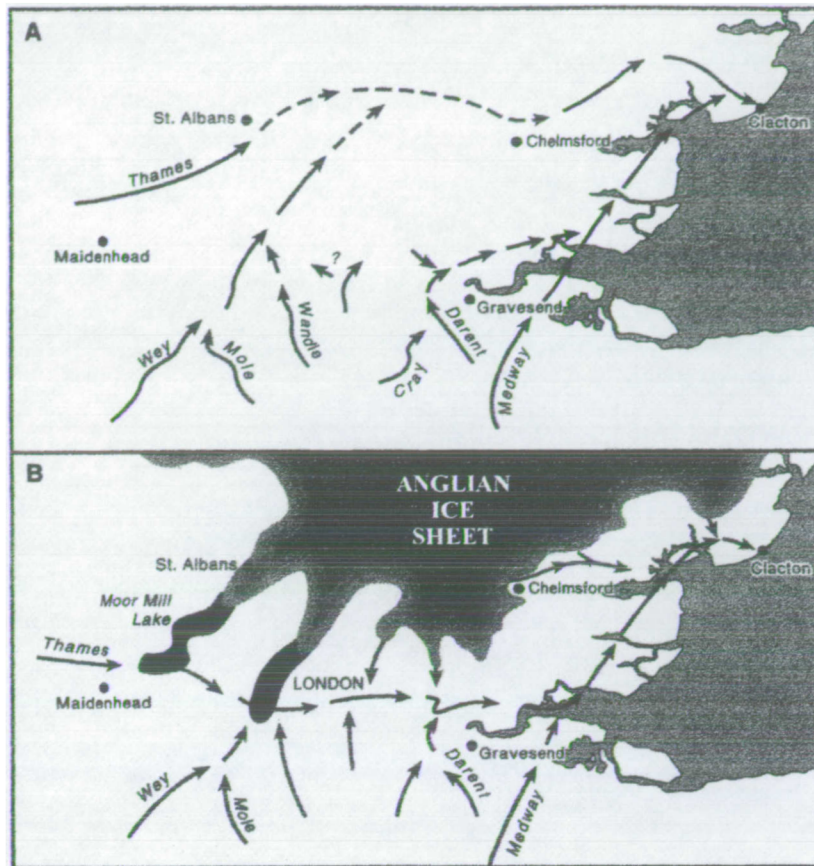 A
St. Albans
Clacton
Chelmsford
Thames
Maidenhead
?
Gravesend
Wandle
Darent
Wey
Mole
Cray
Medway
B
ANGLIAN
ICE
SHEET
St. Albans
Clacton
Chelmsford
Moor Mill
Lake
Thames
LONDON
Maidenhead
Gravesend
Darent
Wey
Mole
Medway